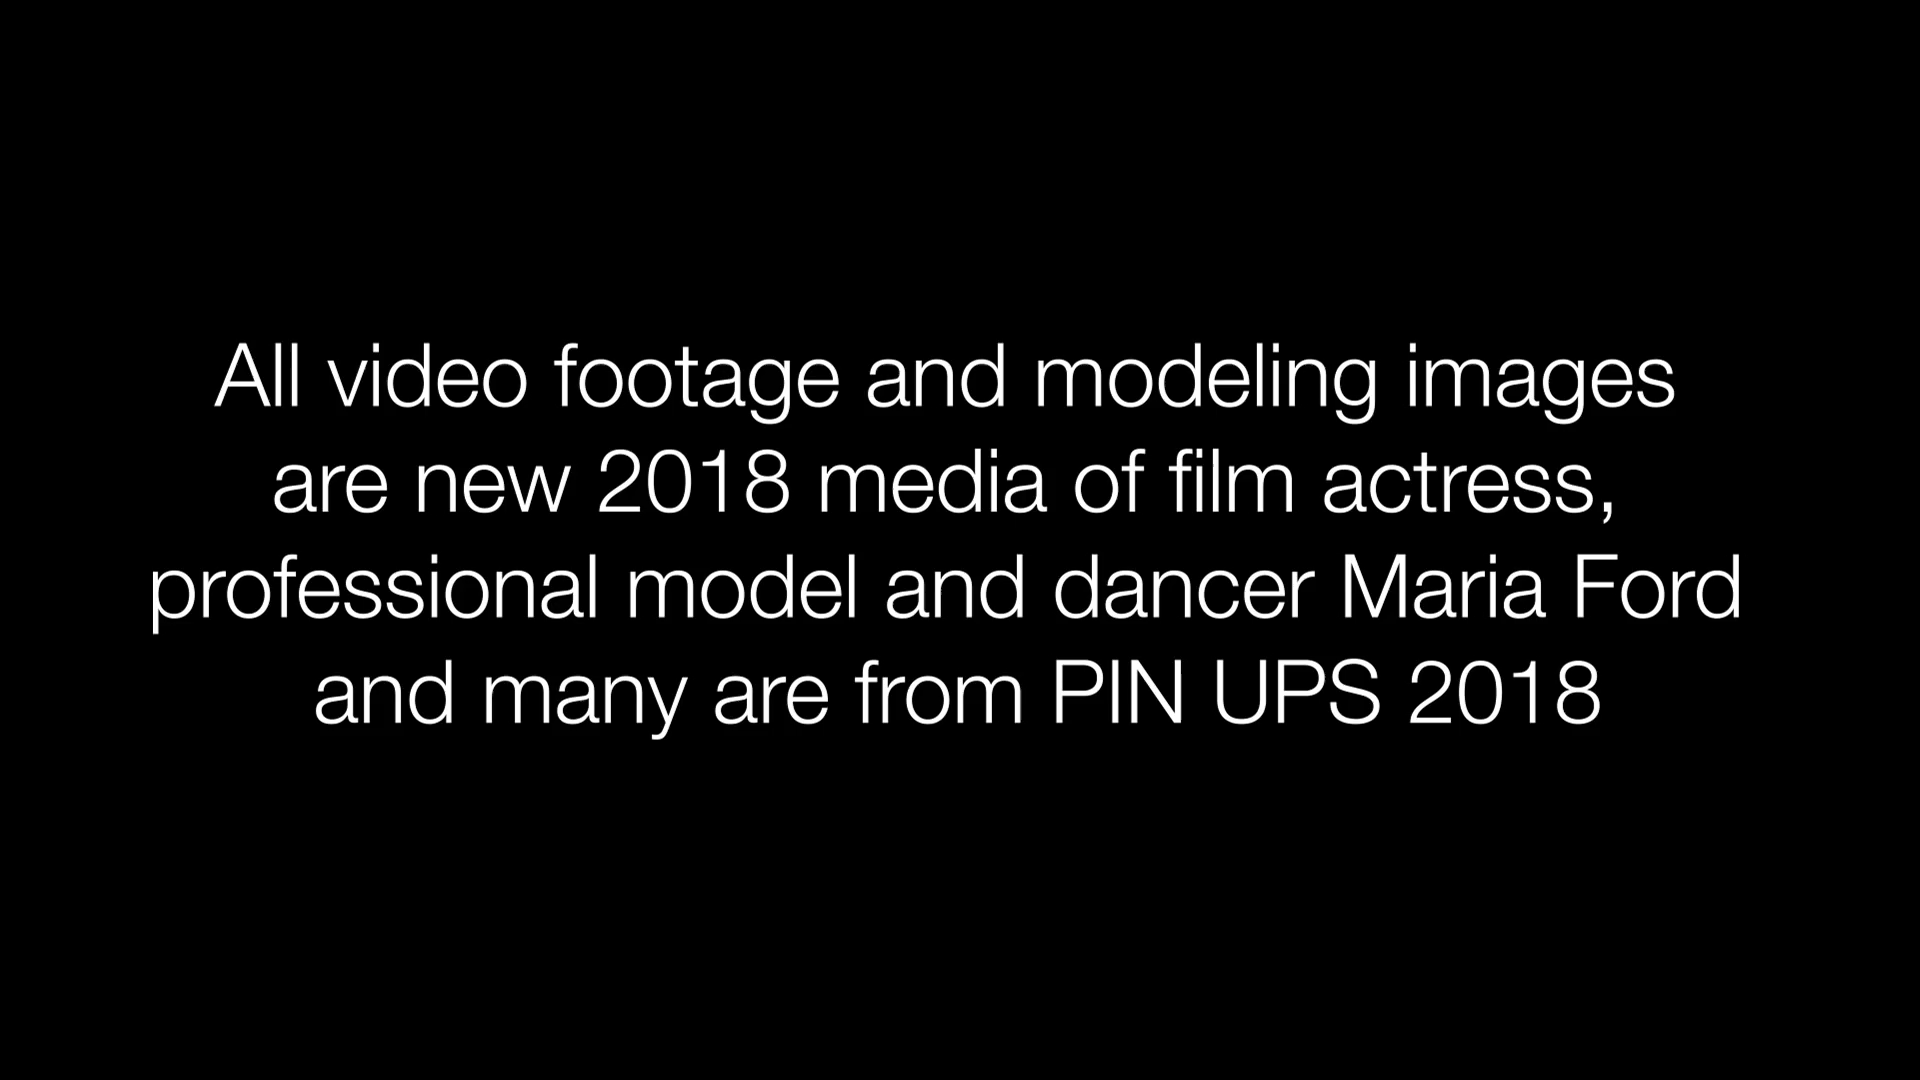 All video footage and modeling images
are new 2018 media of film actress,
professional model and dancer Maria Ford
and many are from PIN UPS 2018